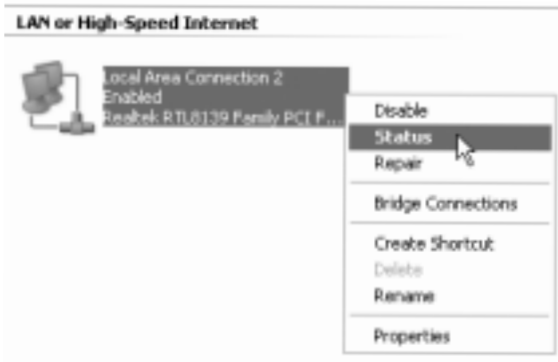 LAN or High-Speed Internet
Local Area Connection 2
Enabled
Realtek RTL8139 Family PCI F...
Disable
Status
Repair
Bridge Connections
Create Shortcut
Delete
Rename
Properties